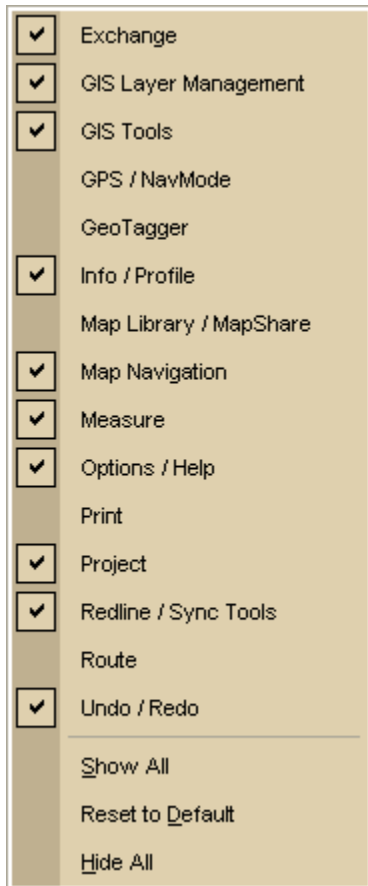 Exchange
GIS Layer Management
GIS Tools
GPS / NavMode
GeoTagger
Info / Profile
Map Library / MapShare
Map Navigation
Measure
Options / Help
Print
Project
Redline / Sync Tools
Route
Undo / Redo
Show All
Reset to Default
Hide All